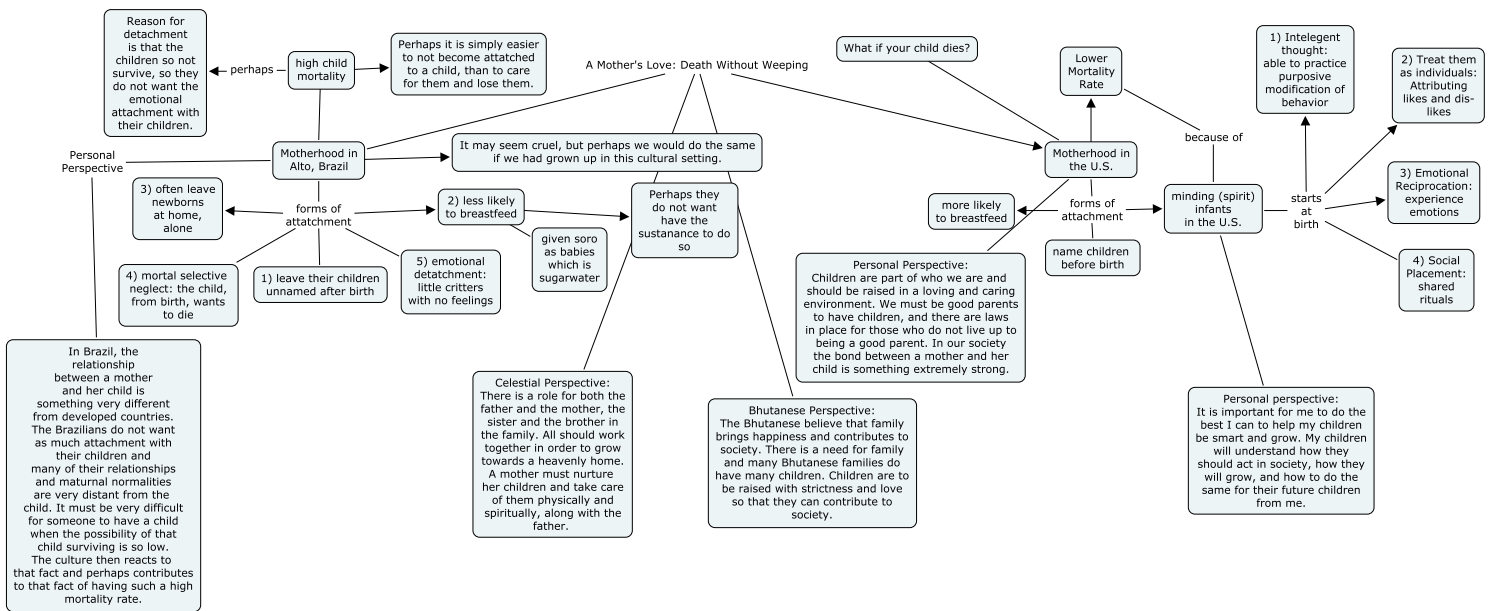 A Mother's Love: Death Without Weeping
Reason for
detachment
is that the
children so not
survive, so they
do not want the
emotional
attachment with
their children.
perhaps
high child
mortality
Perhaps it is simply easier
to not become attatched
to a child, than to care
for them and lose them.
Personal
Perspective
Motherhood in
Alto, Brazil
It may seem cruel, but perhaps we would do the same
if we had grown up in this cultural setting.
3) often leave
newborns
at home,
alone
forms of
attatchment
2) less likely
to breastfeed
Perhaps they
do not want
have the
sustanance to do
so
given soro
as babies
which is
sugarwater
4) mortal selective
neglect: the child,
from birth, wants
to die
1) leave their children
unnamed after birth
5) emotional
detatchment:
little critters
with no feelings
In Brazil, the
relationship
between a mother
and her child is
something very different
from developed countries.
The Brazilians do not want
as much attachment with
their children and
many of their relationships
and maturnal normalities
are very distant from the
child. It must be very difficult
for someone to have a child
when the possibility of that
child surviving is so low.
The culture then reacts to
that fact and perhaps contributes
to that fact of having such a high
mortality rate.
Celestial Perspective:
There is a role for both the
father and the mother, the
sister and the brother in
the family. All should work
together in order to grow
towards a heavenly home.
A mother must nurture
her children and take care
of them physically and
spiritually, along with the
father.
Bhutanese Perspective:
The Bhutanese believe that family
brings happiness and contributes to
society. There is a need for family
and many Bhutanese families do
have many children. Children are to
be raised with strictness and love
so that they can contribute to
society.
What if your child dies?
Lower
Mortality
Rate
Motherhood in
the U.S.
because of
more likely
to breastfeed
forms of
attachment
minding (spirit)
infants
in the U.S.
name children
before birth
Personal Perspective:
Children are part of who we are and
should be raised in a loving and caring
environment. We must be good parents
to have children, and there are laws
in place for those who do not live up to
being a good parent. In our society
the bond between a mother and her
child is something extremely strong.
starts
at
birth
1) Intelegent
thought:
able to practice
purposive
modification of
behavior
2) Treat them
as individuals:
Attributing
likes and dis-
likes
3) Emotional
Reciprocation:
experience
emotions
4) Social
Placement:
shared
rituals
Personal perspective:
It is important for me to do the
best I can to help my children
be smart and grow. My children
will understand how they
should act in society, how they
will grow, and how to do the
same for their future children
from me.